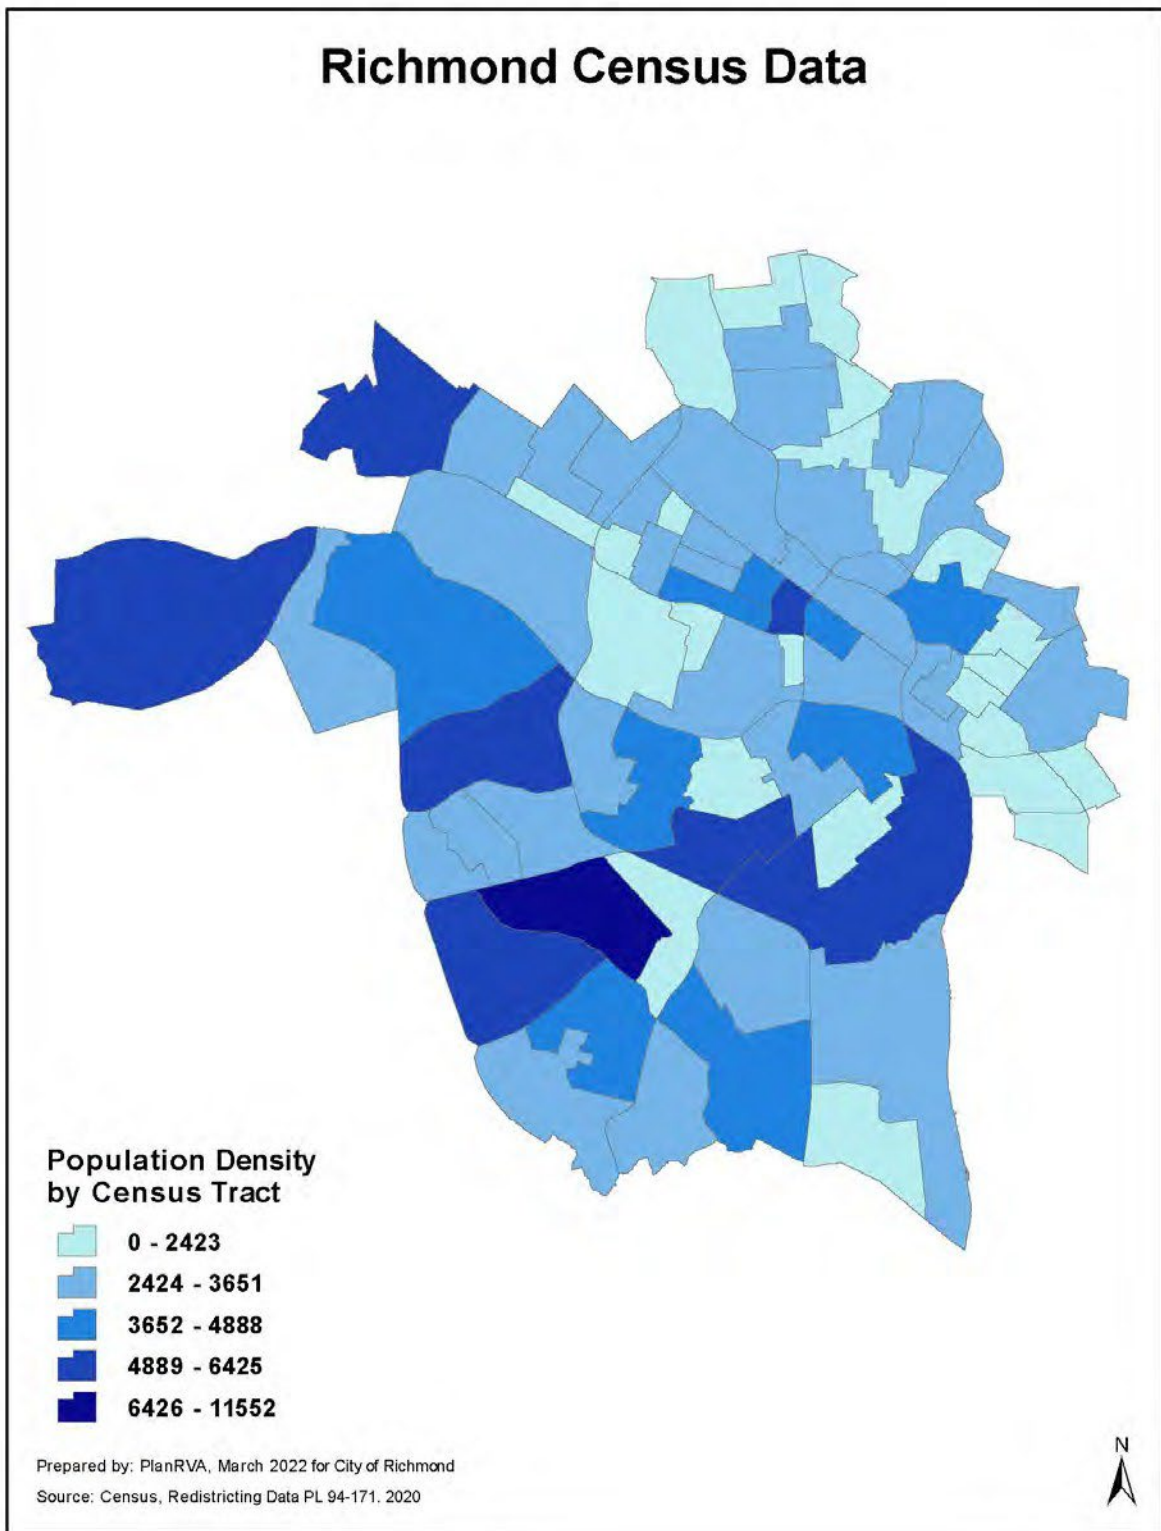 Richmond Census Data
Population Density
by Census Tract
0 - 2423
2424 - 3651
3652 - 4888
4889 - 6425
6426 - 11552
Prepared by: PlanRVA, March 2022 for City of Richmond
Source: Census, Redistricting Data PL 94-171. 2020
N